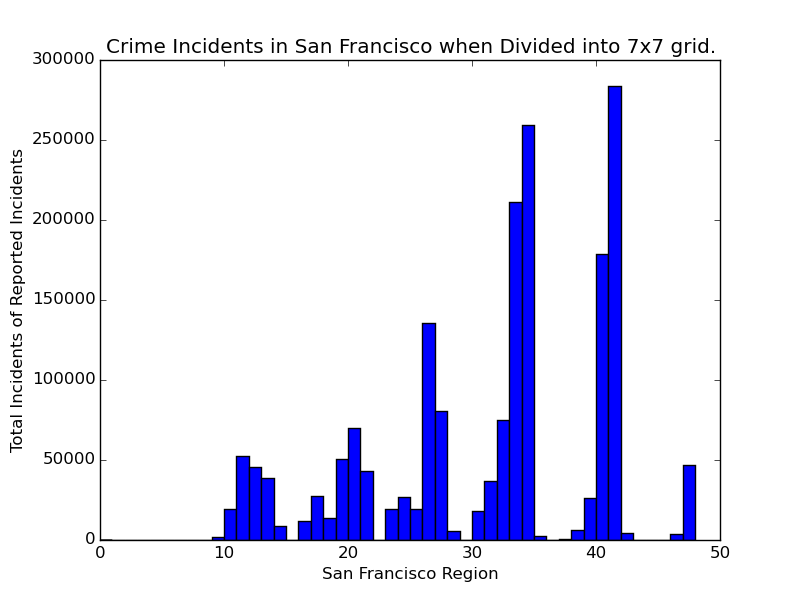 Crime Incidents in San Francisco when Divided into 7x7 grid.
300000
250000
200000
150000
100000
50000
0
Total Incidents of Reported Incidents
0 10 20 30 40 50
San Francisco Region